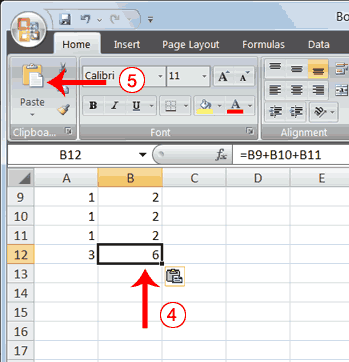 Bo
Home Insert Page Layout Formulas Data
Calibri 11 A A
Paste
5
B I U A
Clipboa... Font Alignment
B12 fx =B9+B10+B11
A B C D E
9 1 2
10 1 2
11 1 2
12 3 6
13
14
15
16
17
4